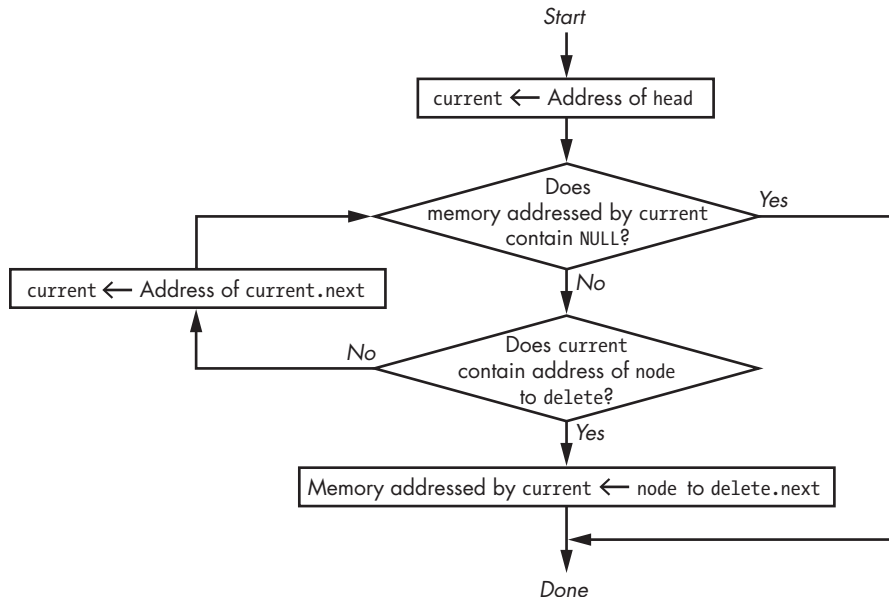 Start
current ← Address of head
Does
memory addressed by current
contain NULL?
Yes
No
current ← Address of current.next
No
Does current
contain address of node
to delete?
Yes
Memory addressed by current ← node to delete.next
Done